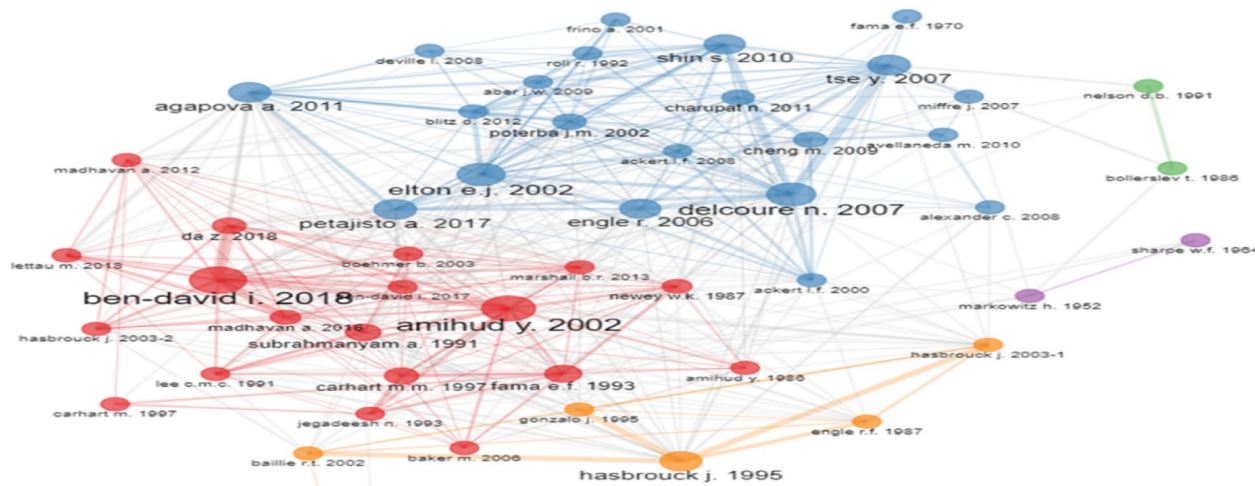 frino a. 2001
fama e.f. 1970
deville l. 2008
roll r. 1992
shin s. 2010
tse y. 2007
aber j.w. 2009
nelson d.b. 1991
agapova a. 2011
charupat n. 2011
miffre j. 2007
blitz d. 2012
poterba j.m. 2002
avellaneda m. 2010
cheng m. 2009
ackert l.f. 2008
madhavan a. 2012
bollerslev t. 1986
elton e.j. 2002
delcoure n. 2007
petajisto a. 2017
engle r. 2006
alexander c. 2008
da z. 2018
sharpe w.f. 1964
lettau m. 2018
boehmer b. 2003
marshall b.r. 2013
ackert l.f. 2000
ben-david i. 2018
ben-david i. 2017
newey w.k. 1987
markowitz h. 1952
madhavan a. 2016
amihud y. 2002
hasbrouck j. 2003-2
subrahmanyam a. 1991
hasbrouck j. 2003-1
lee c.m.c. 1991
carhart m.m. 1997
fama e.f. 1993
amihud y. 1986
carhart m. 1997
jegadeesh n. 1993
gonzalo j. 1995
engle r.f. 1987
baker m. 2006
baillie r.t. 2002
hasbrouck j. 1995